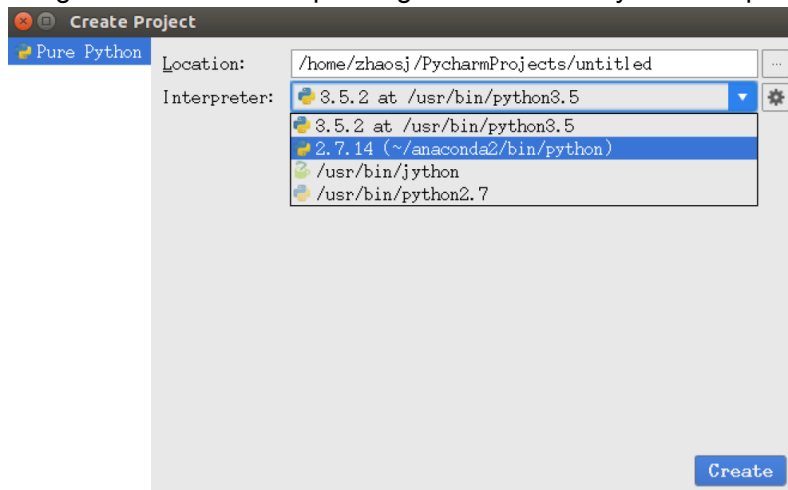 Create Project
Pure Python
Location: /home/zhaosj/PycharmProjects/untitled ...
Interpreter: 3.5.2 at /usr/bin/python3.5
3.5.2 at /usr/bin/python3.5
2.7.14 (~/anaconda2/bin/python)
/usr/bin/jython
/usr/bin/python2.7
Create